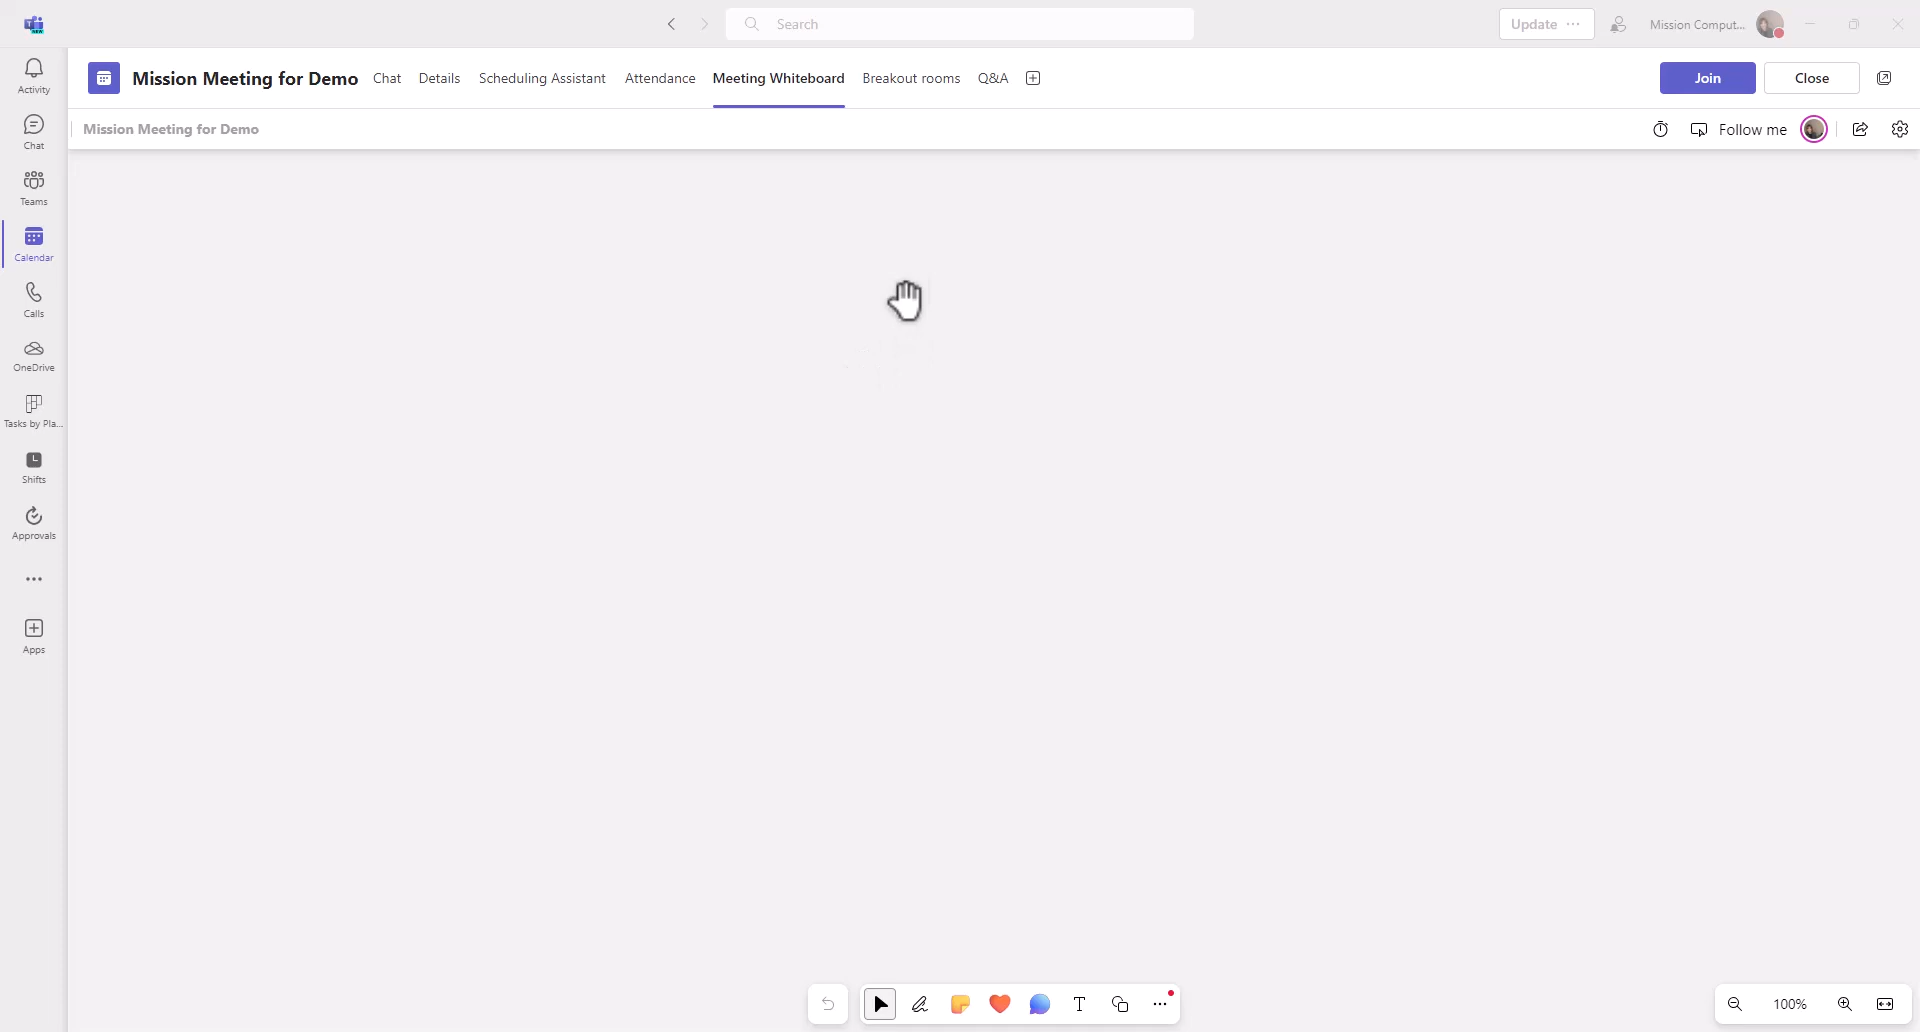 Search
Update
Mission Comput...
Activity
Chat
Teams
Calendar
Calls
OneDrive
Tasks by Pla...
Shifts
Approvals
Apps
Mission Meeting for Demo
Chat
Details
Scheduling Assistant
Attendance
Meeting Whiteboard
Breakout rooms
Q&A
Join
Close
Mission Meeting for Demo
Follow me
100%